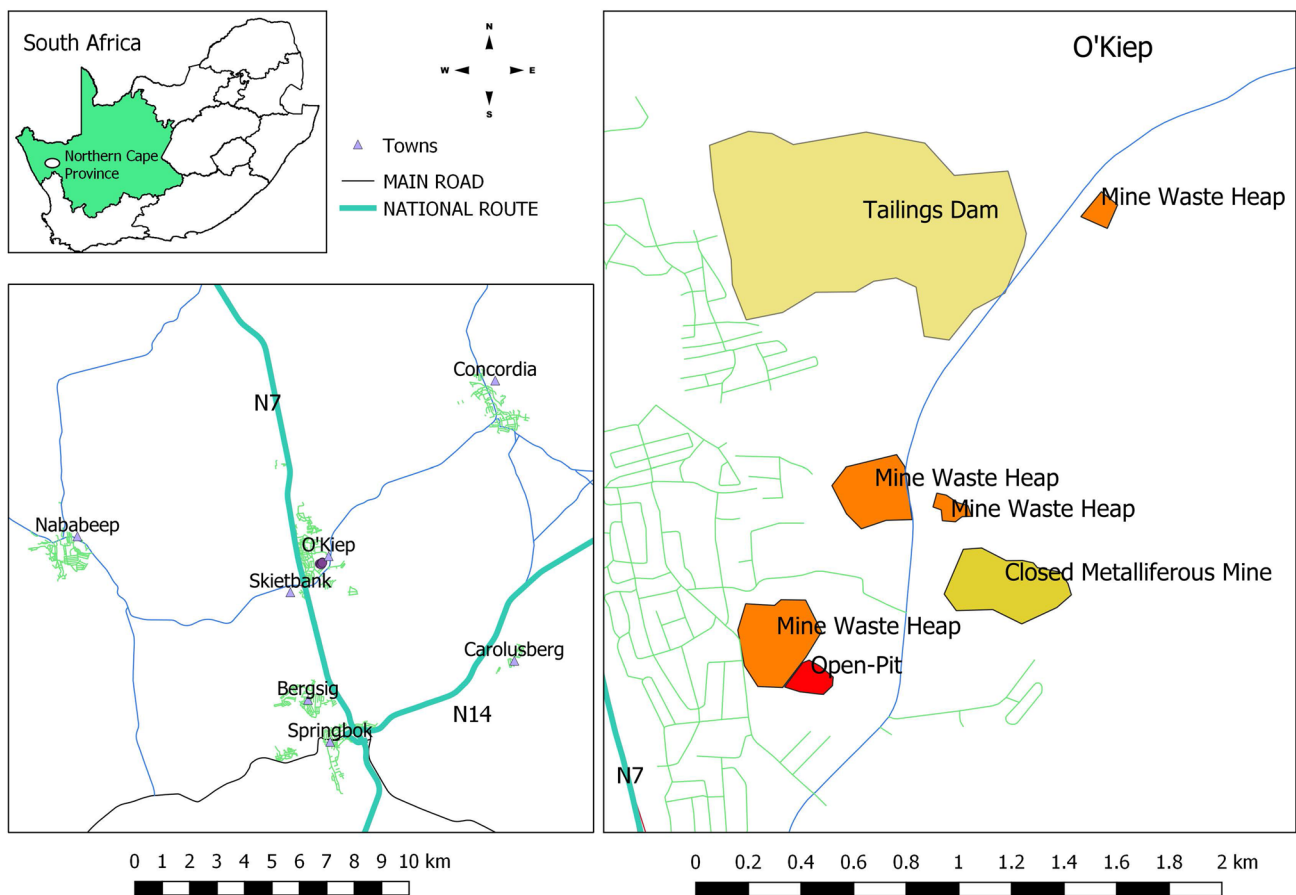 South Africa
Northern Cape
Province
N
W
E
S
Towns
MAIN ROAD
NATIONAL ROUTE
Concordia
N7
Nababeep
O'Kiep
Skietbank
Carolusberg
Bergsig
N14
Springbok
0 1 2 3 4 5 6 7 8 9 10 km
O'Kiep
Mine Waste Heap
Tailings Dam
Mine Waste Heap
Mine Waste Heap
Closed Metalliferous Mine
Mine Waste Heap
Open-Pit
N7
0 0.2 0.4 0.6 0.8 1 1.2 1.4 1.6 1.8 2 km